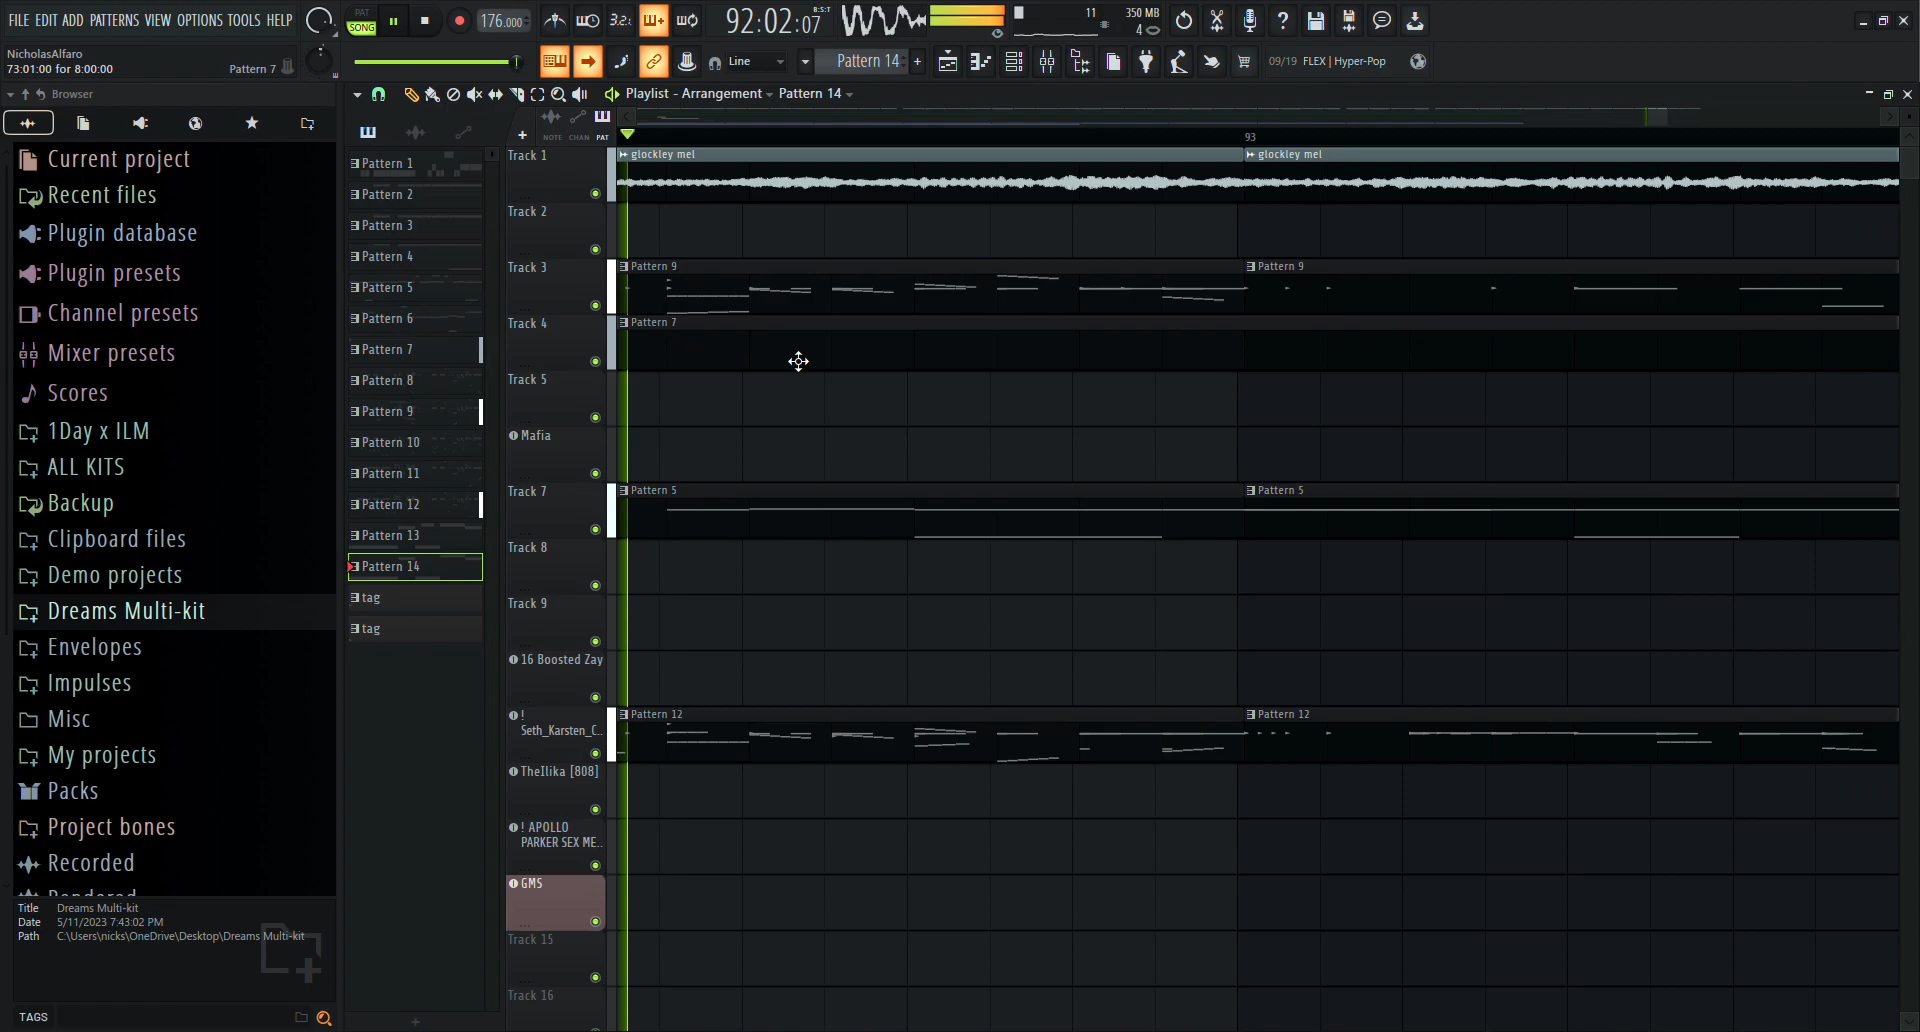 FILE EDIT ADD PATTERNS VIEW OPTIONS TOOLS HELP
PAT
SONG
176.000
3.2.
92:02:07
B:S:T
11
350 MB
4
NicholasAlfaro
73:01:00 for 8:00:00
Pattern 7
Line
Pattern 14
+
09/19 FLEX | Hyper-Pop
Browser
Playlist - Arrangement
Pattern 14
NOTE CHAN PAT
93
Current project
Recent files
Plugin database
Plugin presets
Channel presets
Mixer presets
Scores
1Day x ILM
ALL KITS
Backup
Clipboard files
Demo projects
Dreams Multi-kit
Envelopes
Impulses
Misc
My projects
Packs
Project bones
Recorded
Rendered
Title Dreams Multi-kit
Date 5/11/2023 7:43:02 PM
Path C:\Users\nicks\OneDrive\Desktop\Dreams Multi-kit
TAGS
Pattern 1
Pattern 2
Pattern 3
Pattern 4
Pattern 5
Pattern 6
Pattern 7
Pattern 8
Pattern 9
Pattern 10
Pattern 11
Pattern 12
Pattern 13
Pattern 14
tag
tag
Track 1
glockley mel
glockley mel
Track 2
Track 3
Pattern 9
Pattern 9
Track 4
Pattern 7
Track 5
Mafia
Track 7
Pattern 5
Pattern 5
Track 8
Track 9
16 Boosted Zay
!
Seth_Karsten_C..
Pattern 12
Pattern 12
TheIlika [808]
! APOLLO
PARKER SEX ME..
GMS
Track 15
Track 16